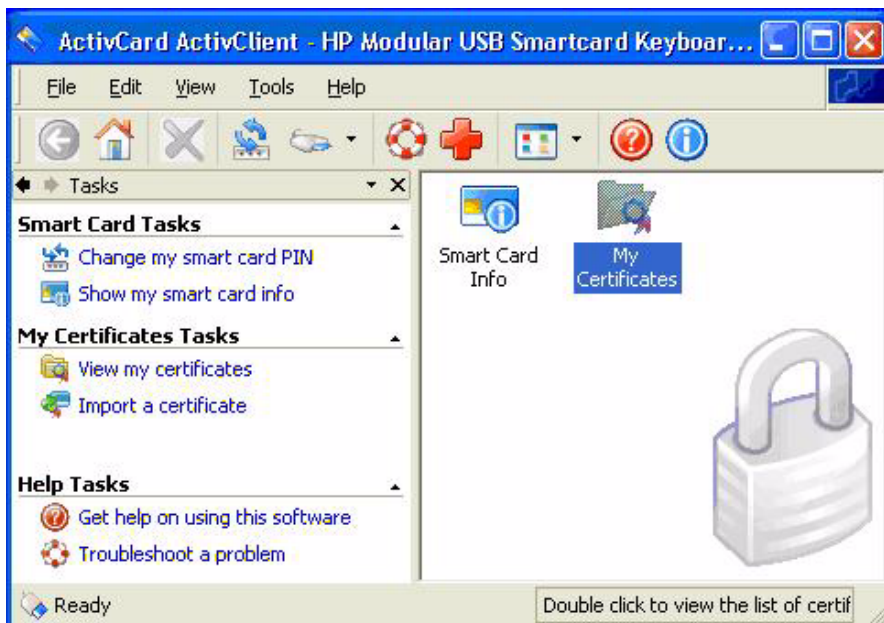 ActivCard ActivClient - HP Modular USB Smartcard Keyboar...
File Edit View Tools Help
Tasks
Smart Card Tasks
Change my smart card PIN
Show my smart card info
My Certificates Tasks
View my certificates
Import a certificate
Help Tasks
Get help on using this software
Troubleshoot a problem
Smart Card
Info
My
Certificates
Ready
Double click to view the list of certif